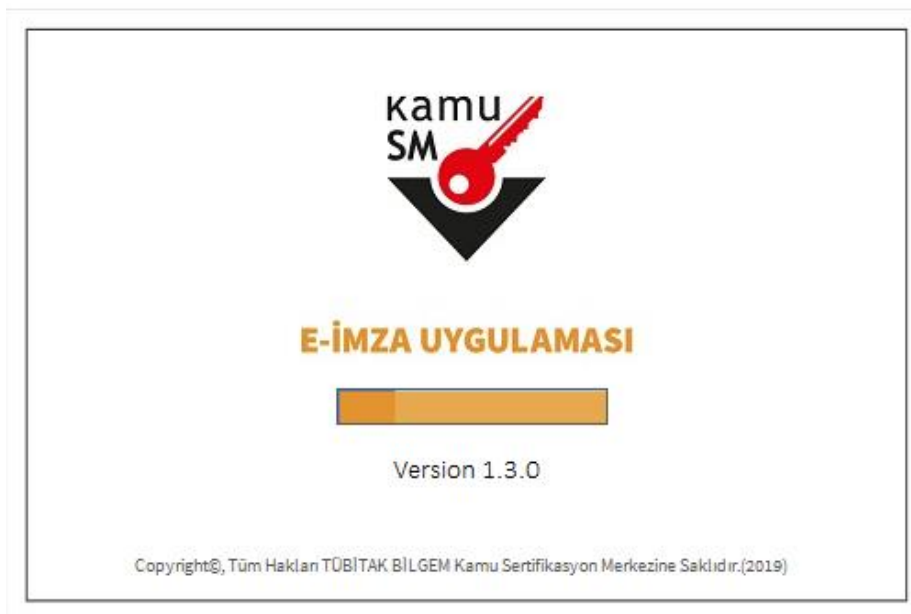 Kamu
SM
E-İMZA UYGULAMASI
Version 1.3.0
Copyright©, Tüm Hakları TÜBİTAK BİLGEM Kamu Sertifikasyon Merkezine Saklıdır.(2019)